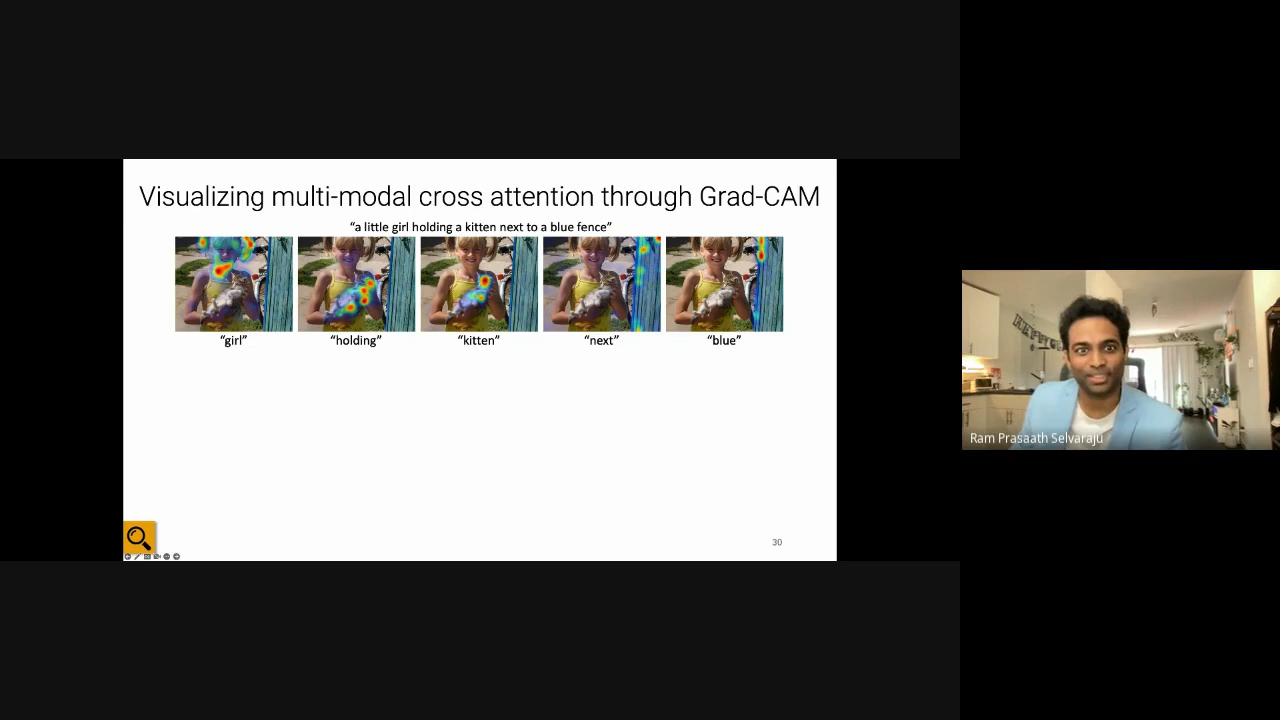 Visualizing multi-modal cross attention through Grad-CAM
“a little girl holding a kitten next to a blue fence”
“girl”
“holding”
“kitten”
“next”
“blue”
30
Ram Prasaath Selvaraju